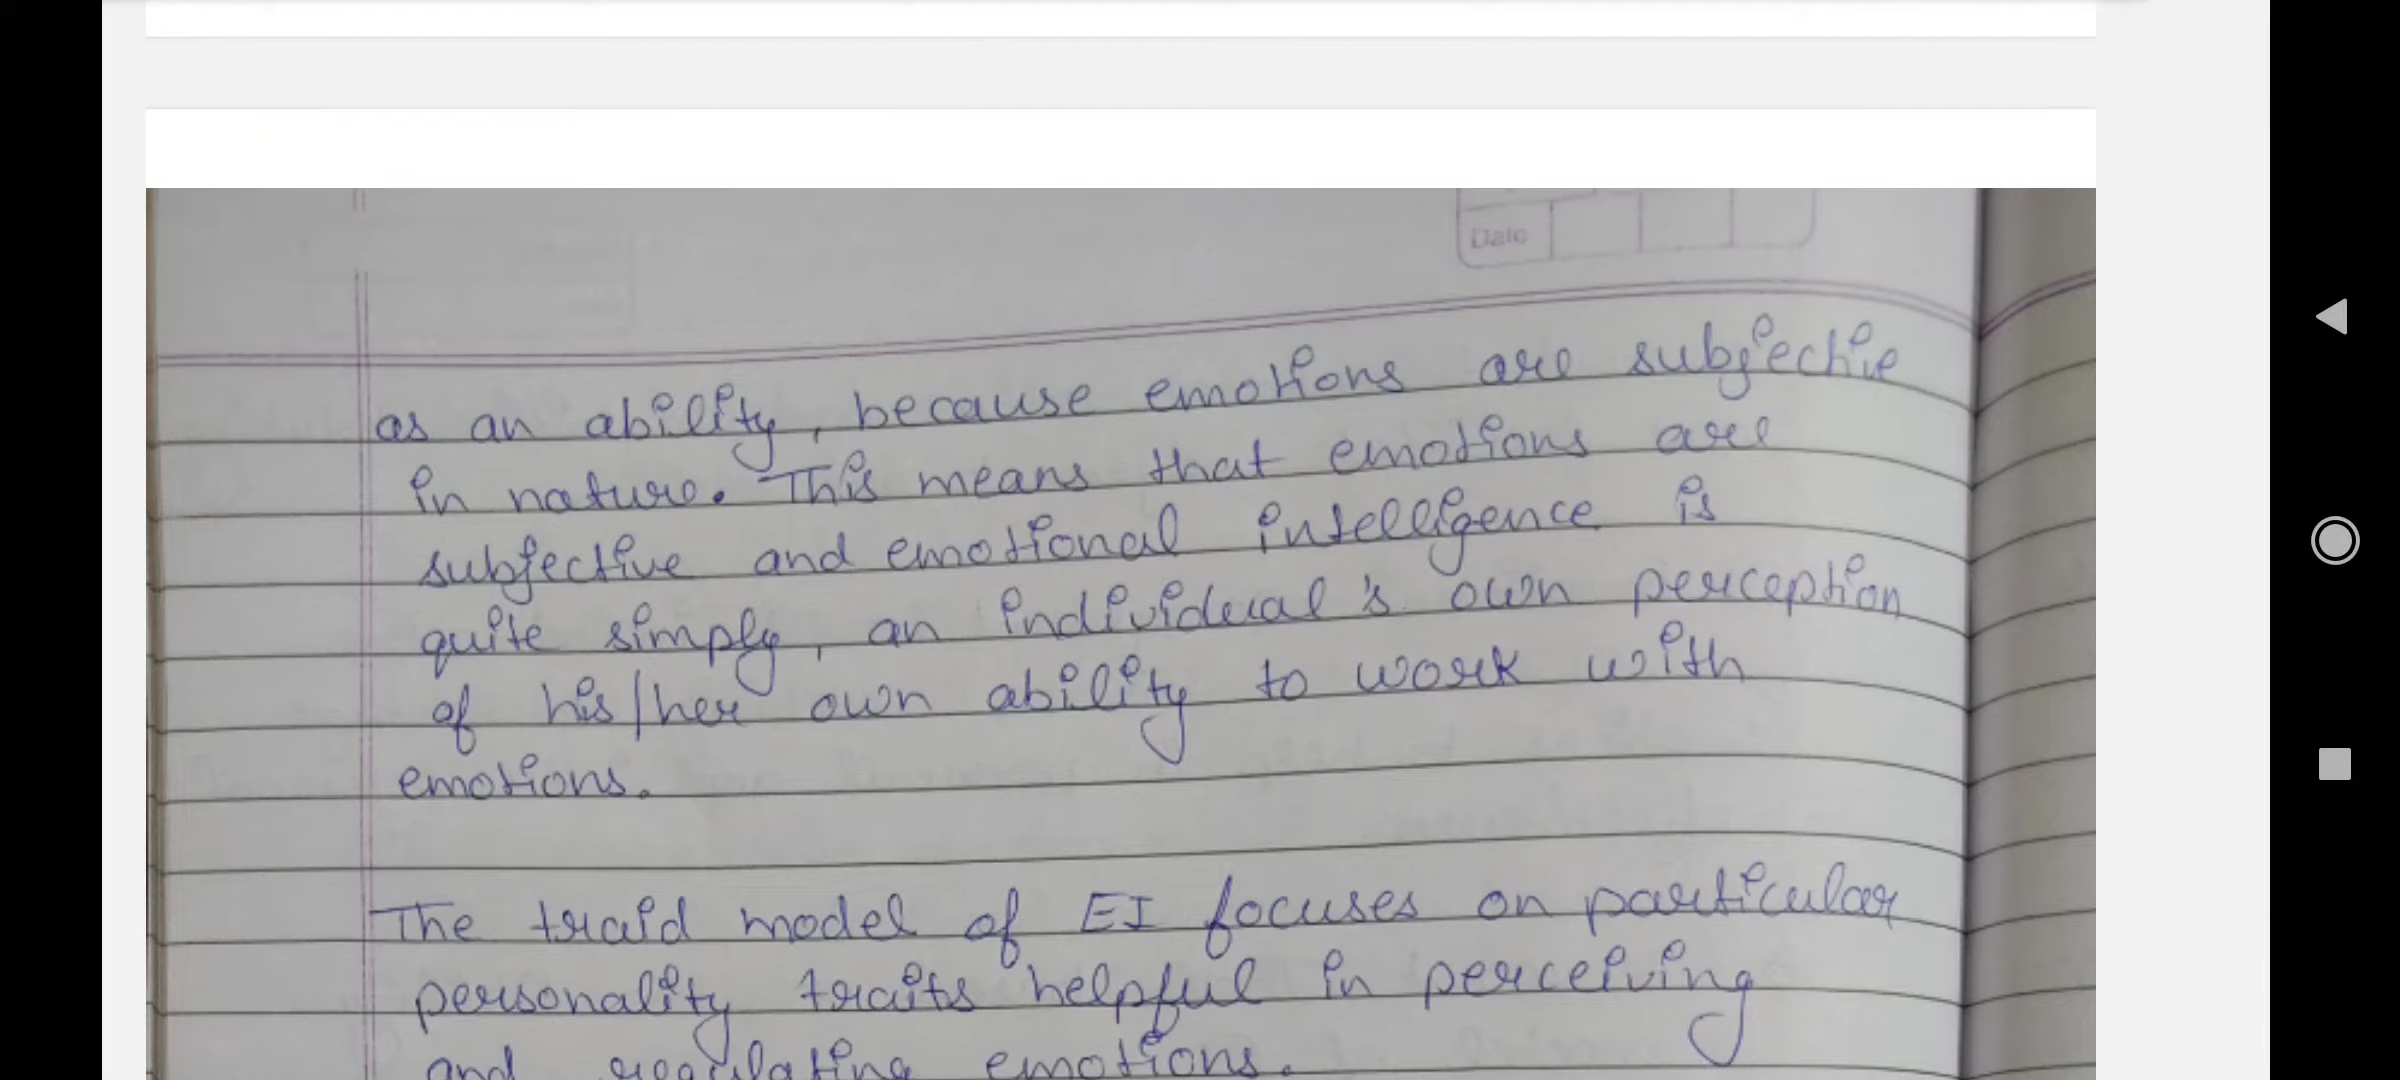 Date
as an ability, because emotions are subjectie
in nature. This means that emotions are
subjective and emotional intelligence is
quite simply, an individual's own perception
of his/her own ability to work with
emotions.
The traid model of EI focuses on particular
personality traits helpful in perceiving
and regulating emotions.